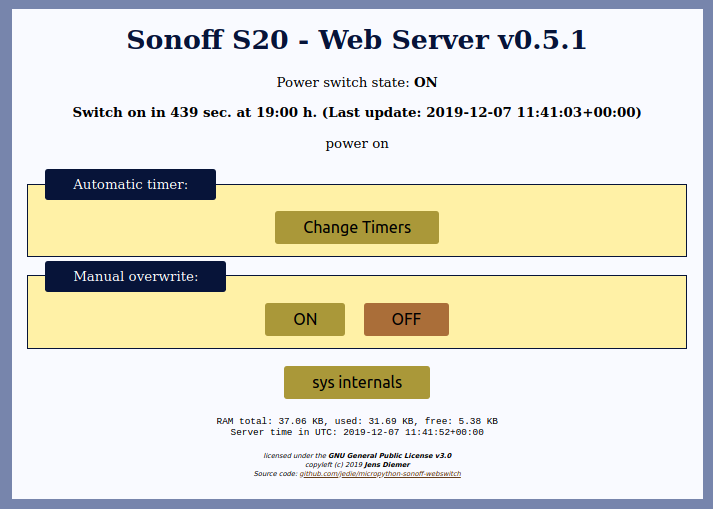 Sonoff S20 - Web Server v0.5.1
Power switch state: ON
Switch on in 439 sec. at 19:00 h. (Last update: 2019-12-07 11:41:03+00:00)
power on
Automatic timer:
Change Timers
Manual overwrite:
ON OFF
sys internals
RAM total: 37.06 KB, used: 31.69 KB, free: 5.38 KB
Server time in UTC: 2019-12-07 11:41:52+00:00
licensed under the GNU General Public License v3.0
copyleft (c) 2019 Jens Diemer
Source code: github.com/jedie/micropython-sonoff-webswitch